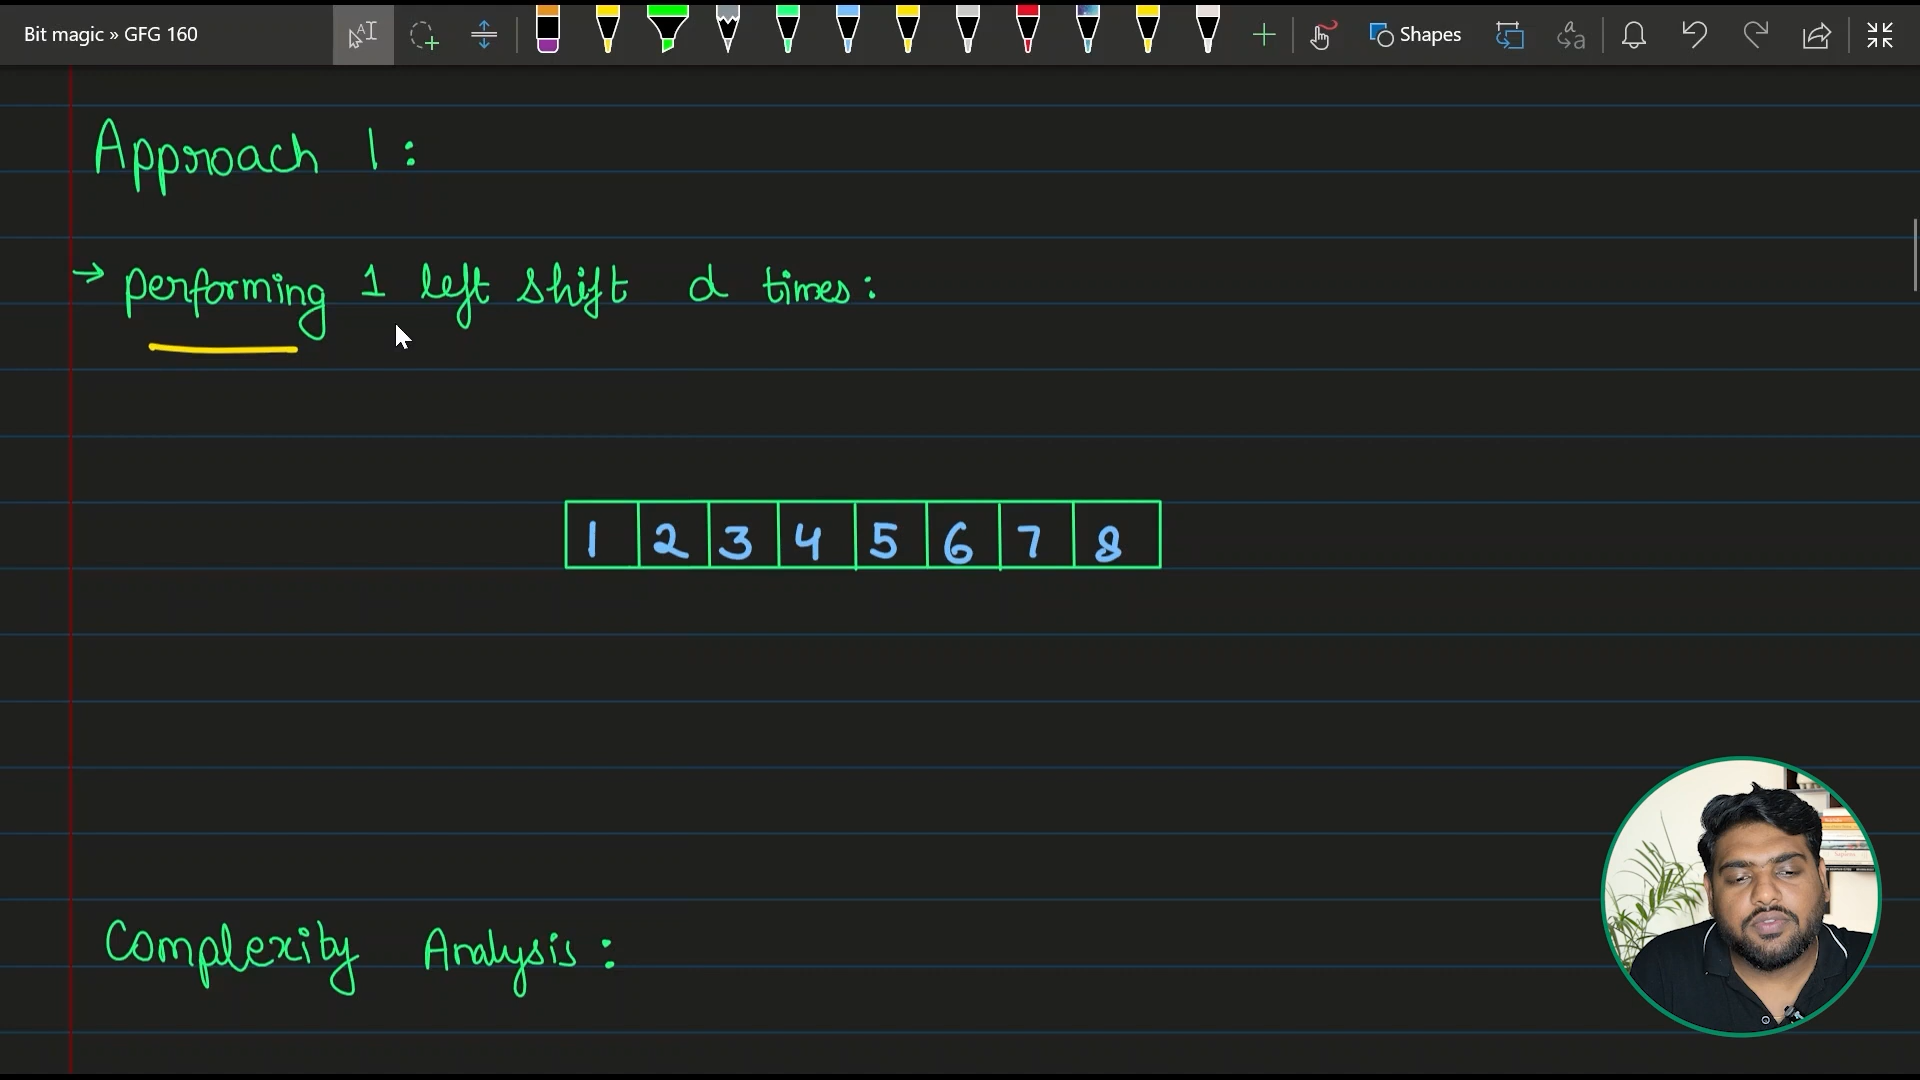 Bit magic » GFG 160
Shapes
Approach 1:
→ performing 1 left shift d times:
1 2 3 4 5 6 7 8
Complexity Analysis: